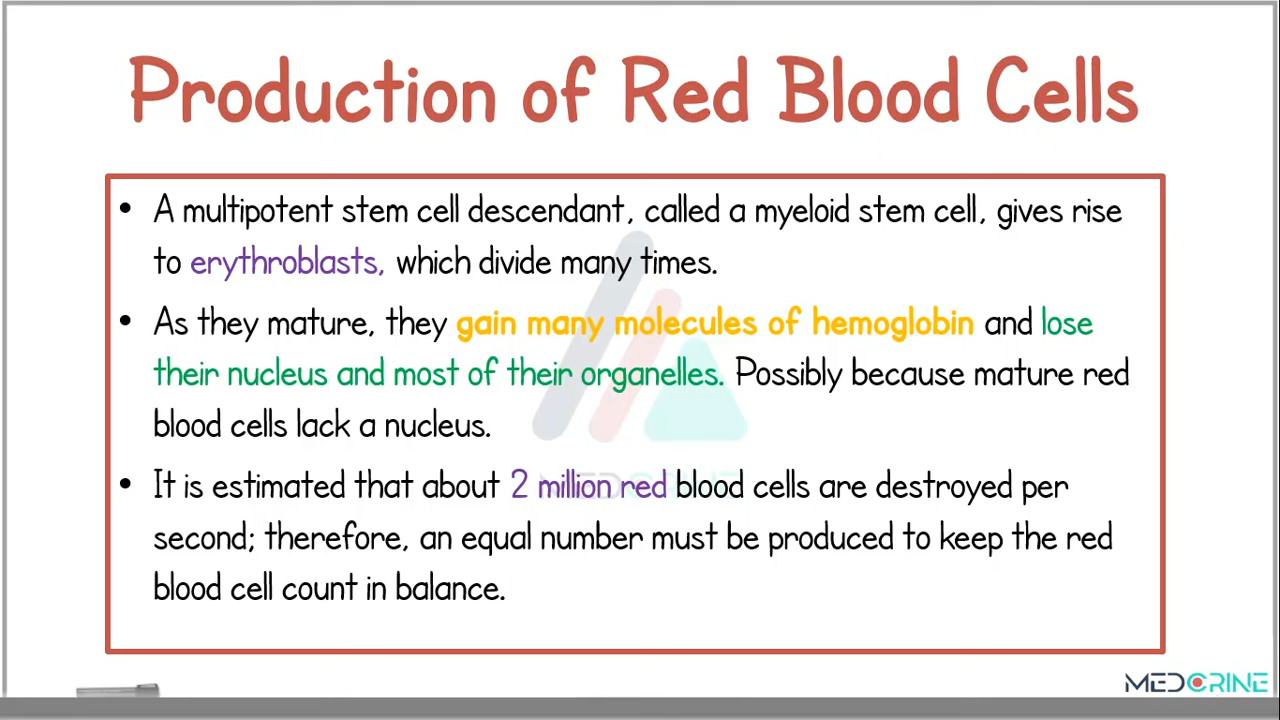 Production of Red Blood Cells
• A multipotent stem cell descendant, called a myeloid stem cell, gives rise
to erythroblasts, which divide many times.
• As they mature, they gain many molecules of hemoglobin and lose
their nucleus and most of their organelles. Possibly because mature red
blood cells lack a nucleus.
• It is estimated that about 2 million red blood cells are destroyed per
second; therefore, an equal number must be produced to keep the red
blood cell count in balance.
MEDCRINE